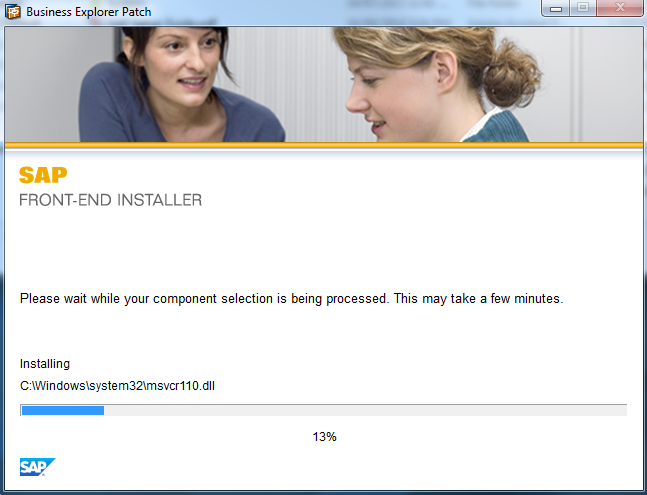 Business Explorer Patch
SAP
FRONT-END INSTALLER
Please wait while your component selection is being processed. This may take a few minutes.
Installing
C:\Windows\system32\msvcr110.dll
13%
SAP